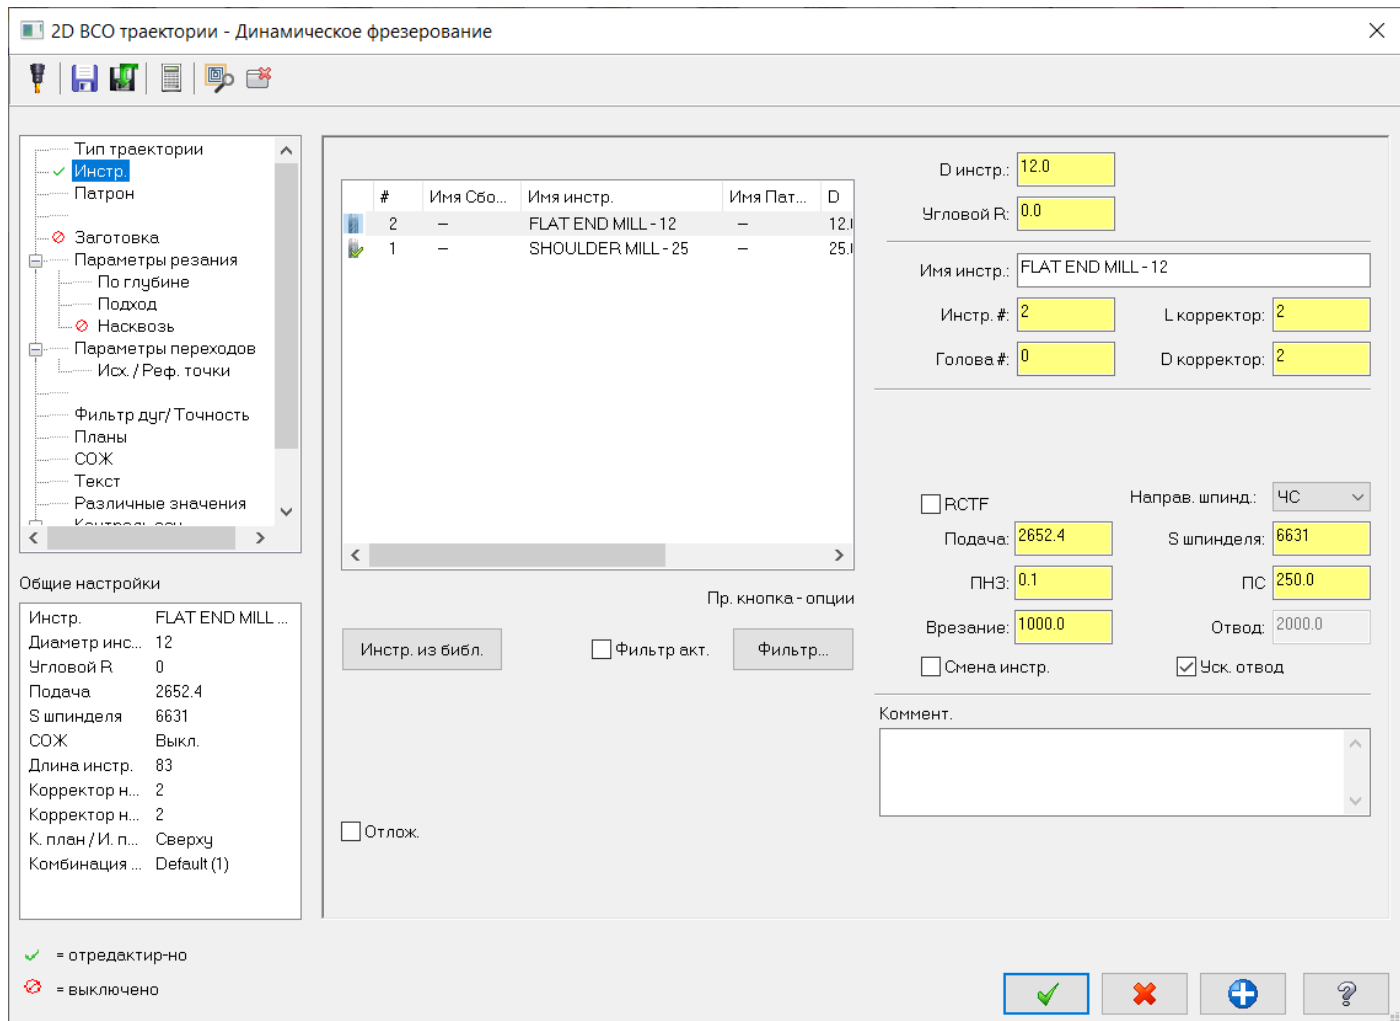 2D ВСО траектории - Динамическое фрезерование
Тип траектории
Инстр.
Патрон
Заготовка
Параметры резания
По глубине
Подход
Насквозь
Параметры переходов
Исх. / Реф. точки
Фильтр дуг/ Точность
Планы
СОЖ
Текст
Различные значения
Общие настройки
Инстр. FLAT END MILL ...
Диаметр инс... 12
Угловой R 0
Подача 2652.4
S шпинделя 6631
СОЖ Выкл.
Длина инстр. 83
Корректор н... 2
Корректор н... 2
К. план / И. п... Сверху
Комбинация ... Default (1)
= отредактир-но
= выключено
# Имя Сбо... Имя инстр. Имя Пат... D
2 – FLAT END MILL - 12 – 12.
1 – SHOULDER MILL - 25 – 25.
Пр. кнопка - опции
Инстр. из библ. Фильтр акт. Фильтр...
Отлож.
D инстр.: 12.0
Угловой R: 0.0
Имя инстр.: FLAT END MILL - 12
Инстр. #: 2 L корректор: 2
Голова #: 0 D корректор: 2
RCTF Направ. шпинд.: ЧС
Подача: 2652.4 S шпинделя: 6631
ПНЗ: 0.1 ПС 250.0
Врезание: 1000.0 Отвод: 2000.0
Смена инстр. Уск. отвод
Коммент.